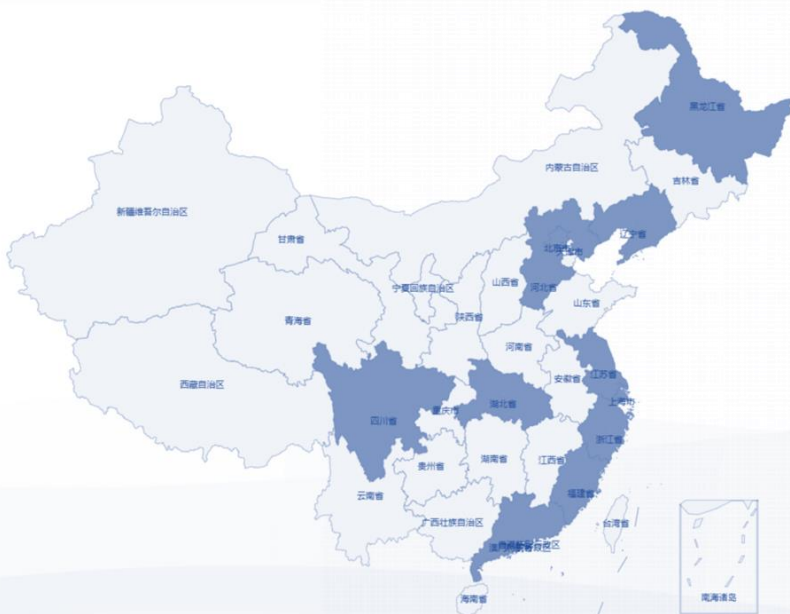 黑龙江省
内蒙古自治区
吉林省
新疆维吾尔自治区
辽宁省
甘肃省
北京市
宁夏回族自治区
山西省
河北省
山东省
青海省
陕西省
河南省
西藏自治区
安徽省
江苏省
上海市
重庆市
湖北省
四川省
浙江省
贵州省
湖南省
江西省
云南省
福建省
广西壮族自治区
台湾省
海南省
南海诸岛